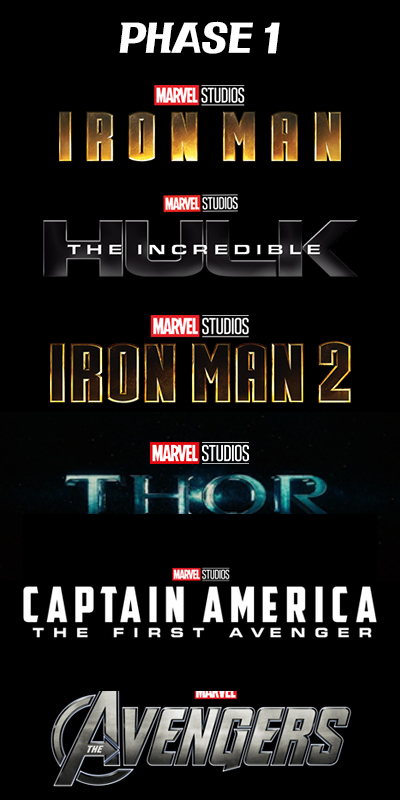 PHASE 1
MARVEL STUDIOS
IRON MAN
MARVEL STUDIOS
HULK
THE INCREDIBLE
MARVEL STUDIOS
IRON MAN 2
MARVEL STUDIOS
THOR
MARVEL STUDIOS
CAPTAIN AMERICA
THE FIRST AVENGER
MARVEL
THE AVENGERS